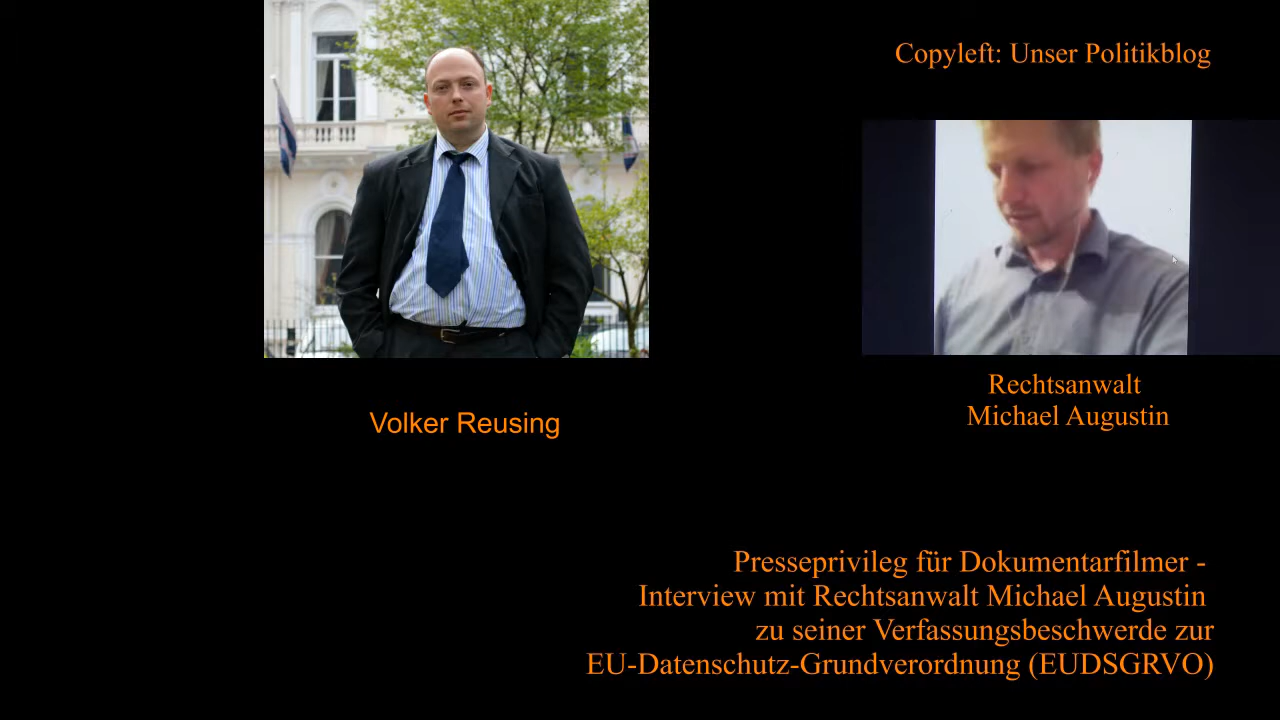 Copyleft: Unser Politikblog
Volker Reusing
Rechtsanwalt
Michael Augustin
Presseprivileg für Dokumentarfilmer -
Interview mit Rechtsanwalt Michael Augustin
zu seiner Verfassungsbeschwerde zur
EU-Datenschutz-Grundverordnung (EUDSGRVO)